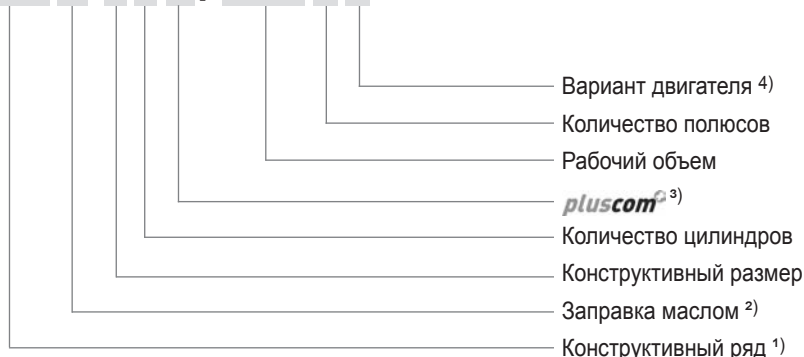 Вариант двигателя 4)
Количество полюсов
Рабочий объем
pluscom ³)
Количество цилиндров
Конструктивный размер
Заправка маслом ²)
Конструктивный ряд ¹)